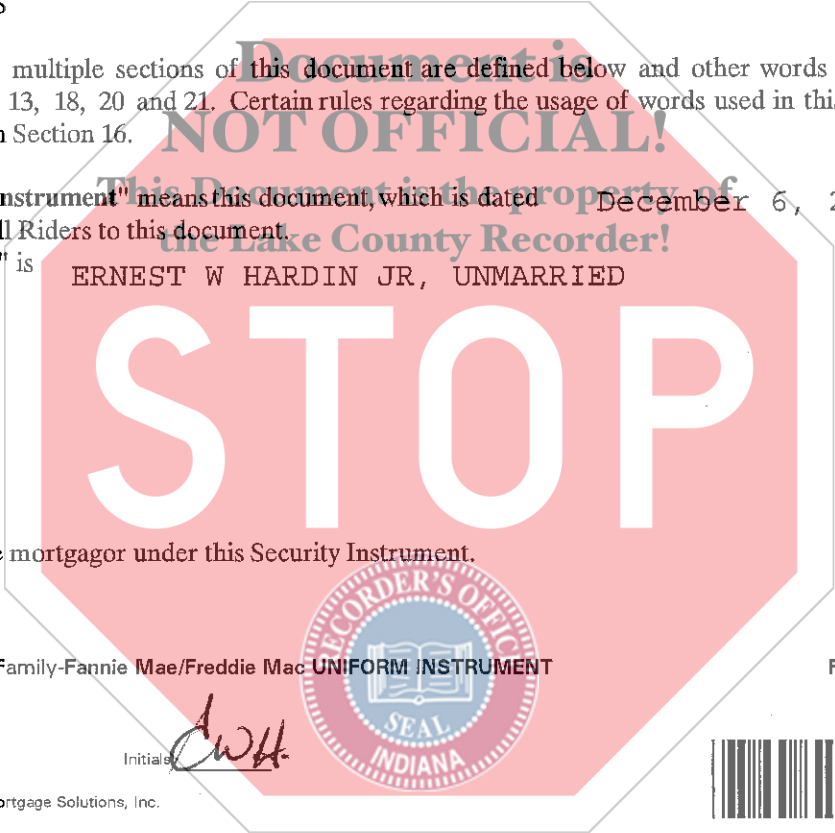 multiple sections of this document are defined below and other words
Document is
13, 18, 20 and 21. Certain rules regarding the usage of words used in this
NOT OFFICIAL!
Section 16.
nstrument" means this document, which is dated December 6, 2
This Document is the property of
ll Riders to this document.
the Lake County Recorder!
" is
ERNEST W HARDIN JR, UNMARRIED
STOP
mortgagor under this Security Instrument.
RECORDER'S OFFICE
Family-Fannie Mae/Freddie Mac UNIFORM INSTRUMENT
F
SEAL
INDIANA
Initials EWH.
ortgage Solutions, Inc.